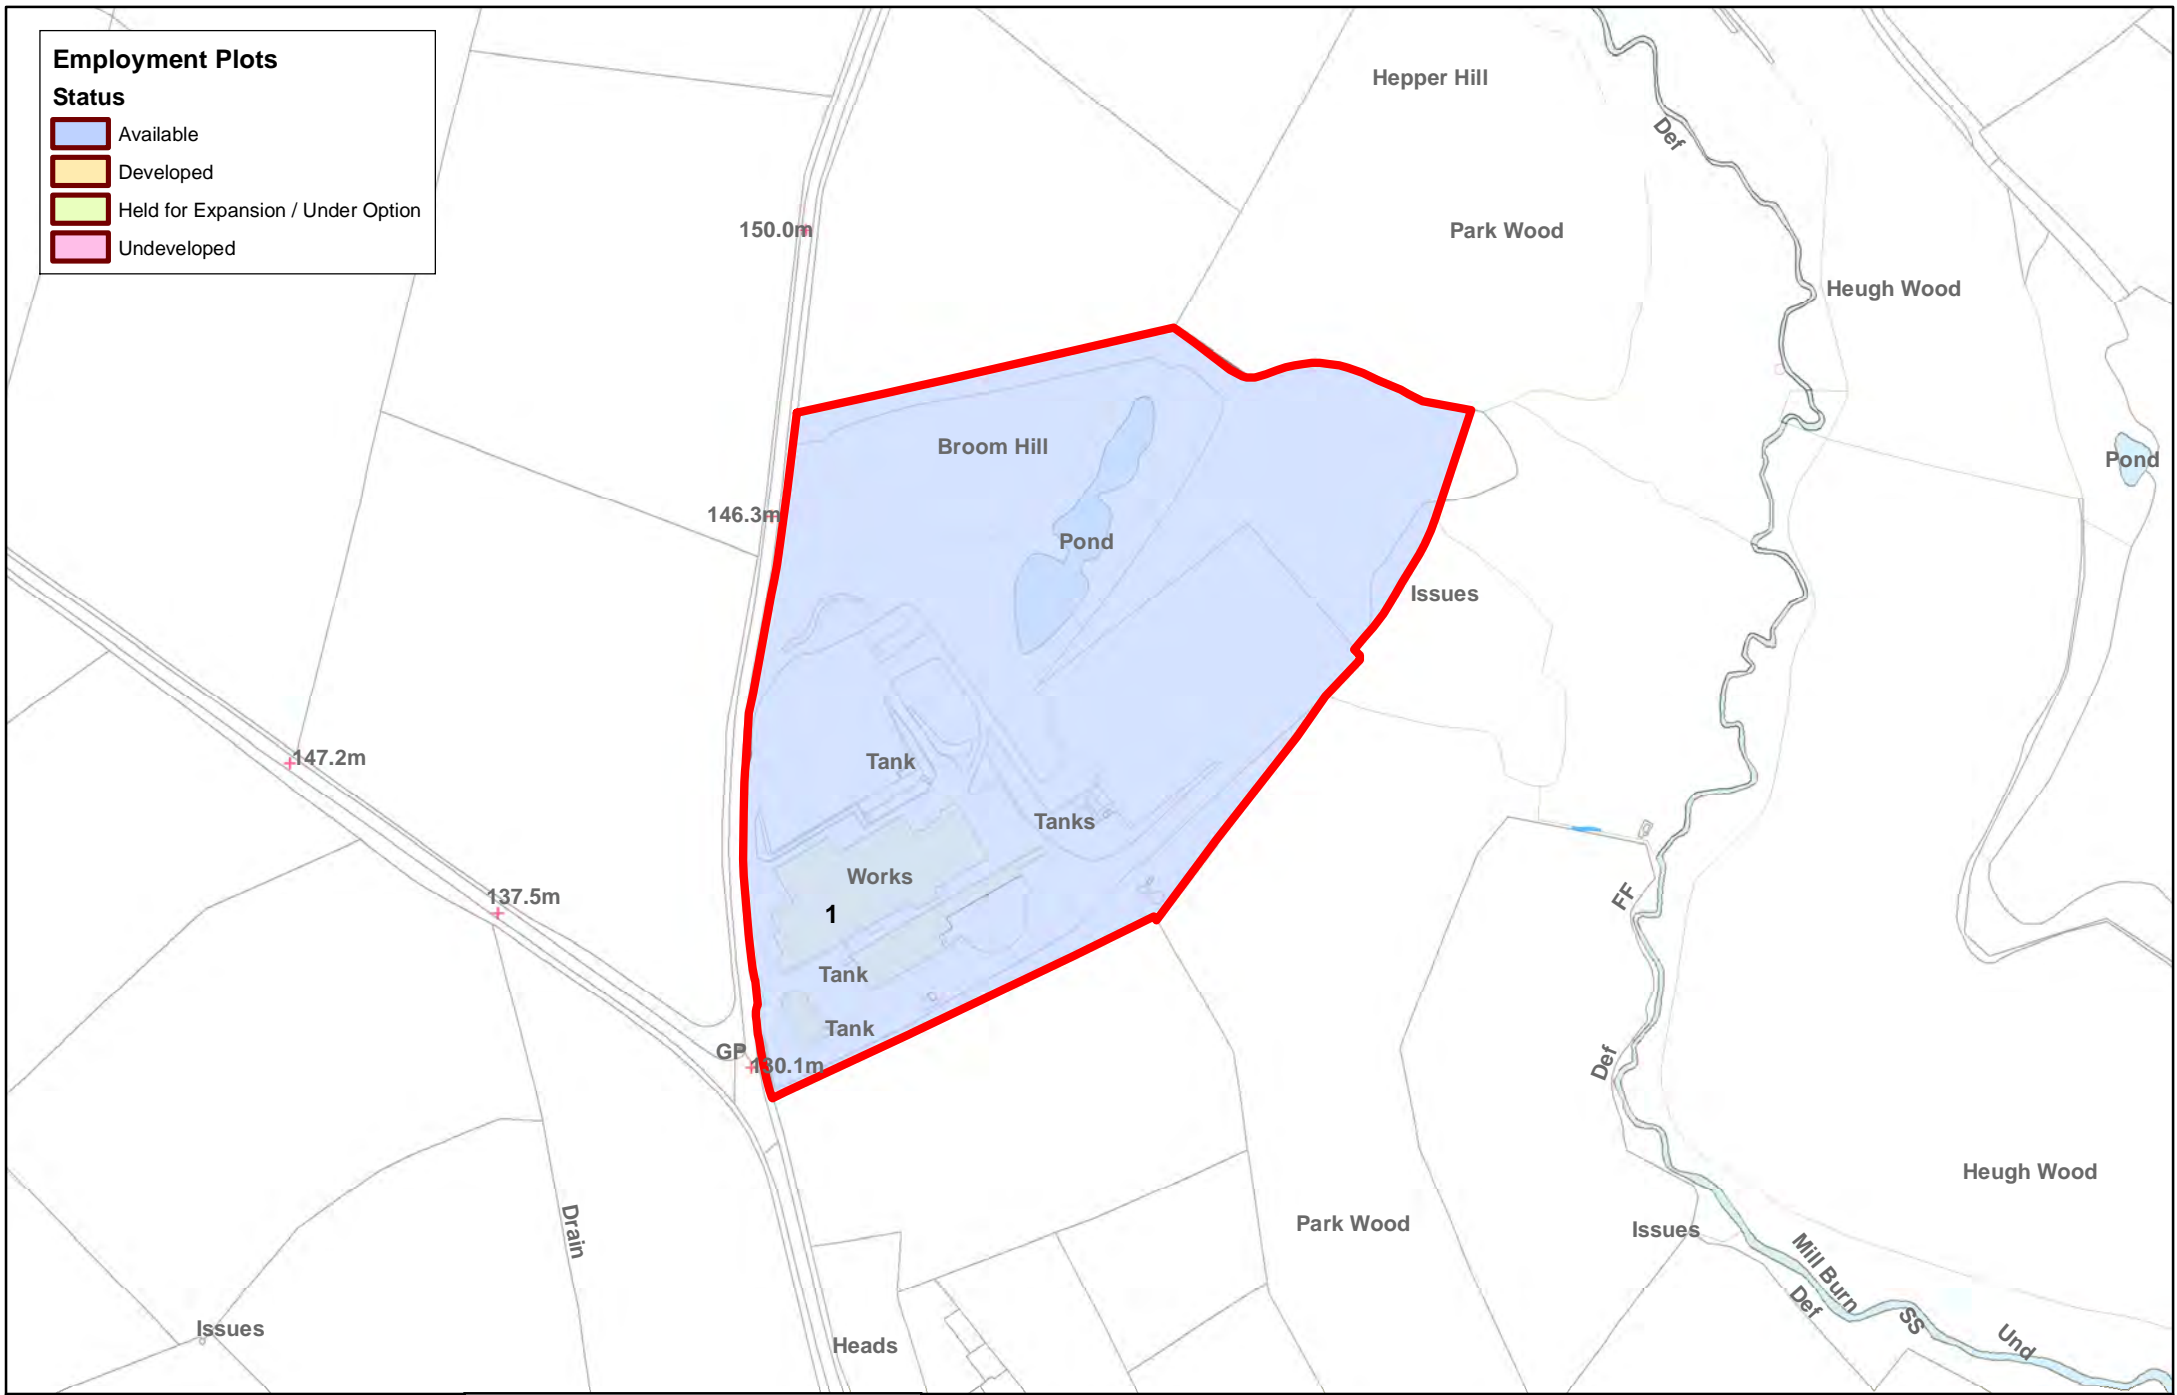 Employment Plots
Status
Available
Developed
Held for Expansion / Under Option
Undeveloped
Hepper Hill
Def
150.0m
Park Wood
Heugh Wood
Broom Hill
Pond
146.3m
Pond
Issues
147.2m
Tank
Tanks
Works
137.5m
FF
1
Tank
Tank
GP
130.1m
Def
Heugh Wood
Drain
Park Wood
Issues
Mill Burn
Def
SS
Und
Issues
Heads